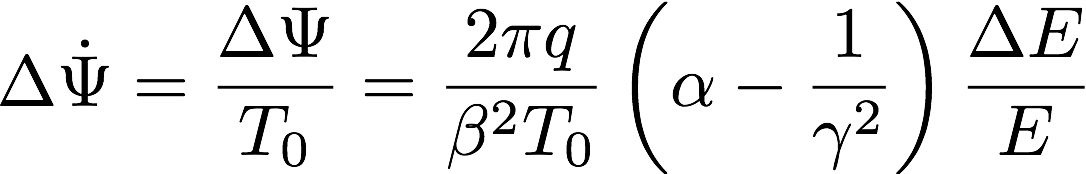 ΔΨ̇ = ΔΨ/T₀ = 2πq/β²T₀ (α − 1/γ²) ΔE/E